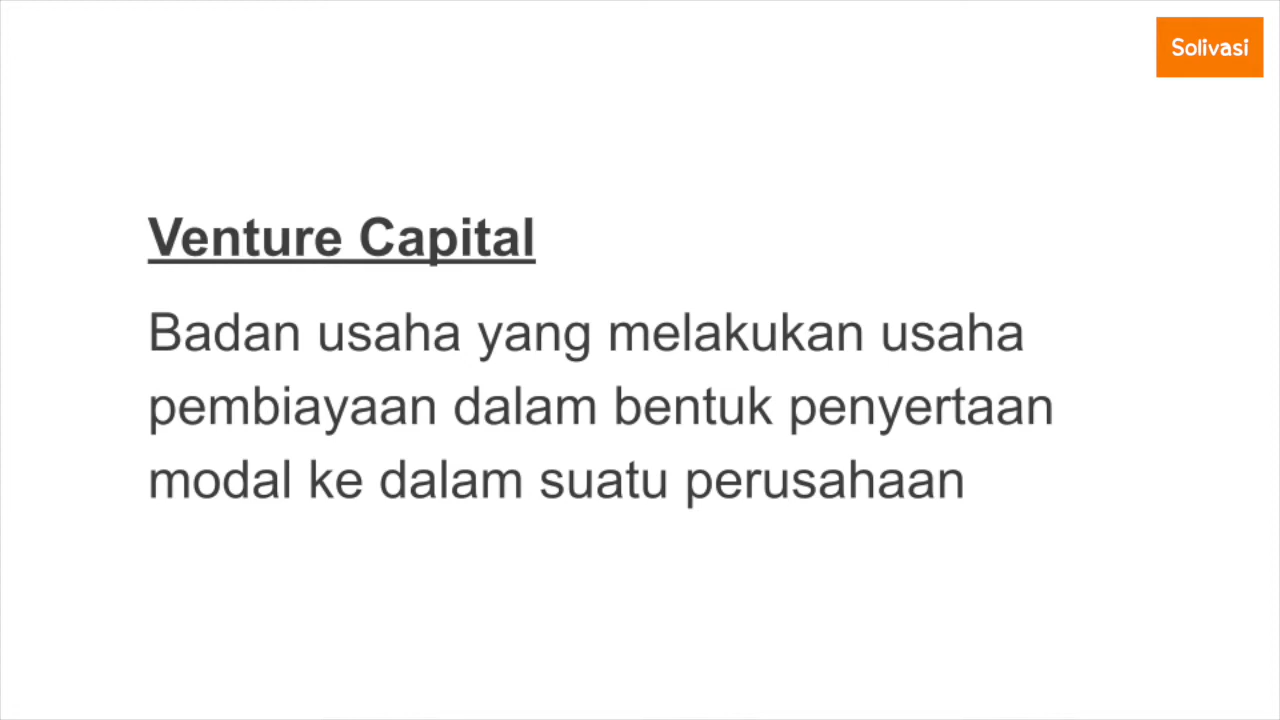 Solivasi
Venture Capital
Badan usaha yang melakukan usaha
pembiayaan dalam bentuk penyertaan
modal ke dalam suatu perusahaan